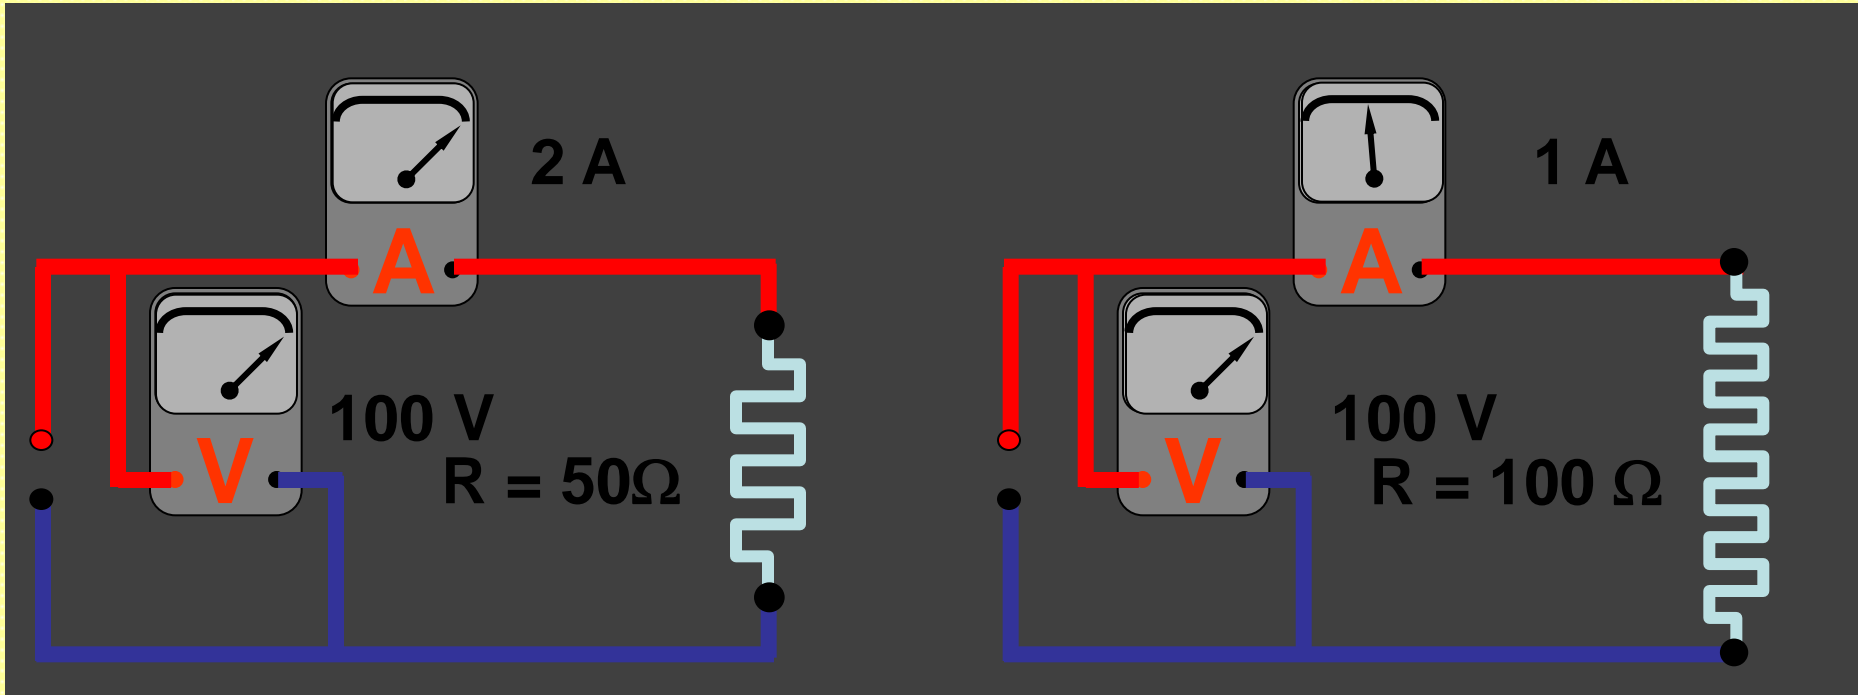 2 A
A
100 V
V
R = 50Ω
1 A
A
100 V
V
R = 100 Ω